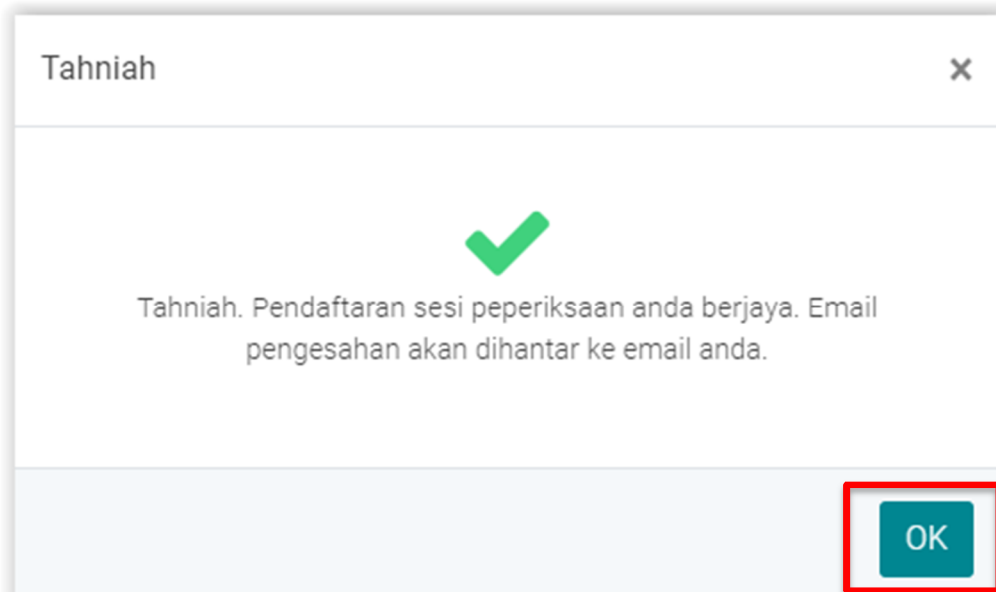 Tahniah
Tahniah. Pendaftaran sesi peperiksaan anda berjaya. Email
pengesahan akan dihantar ke email anda.
OK